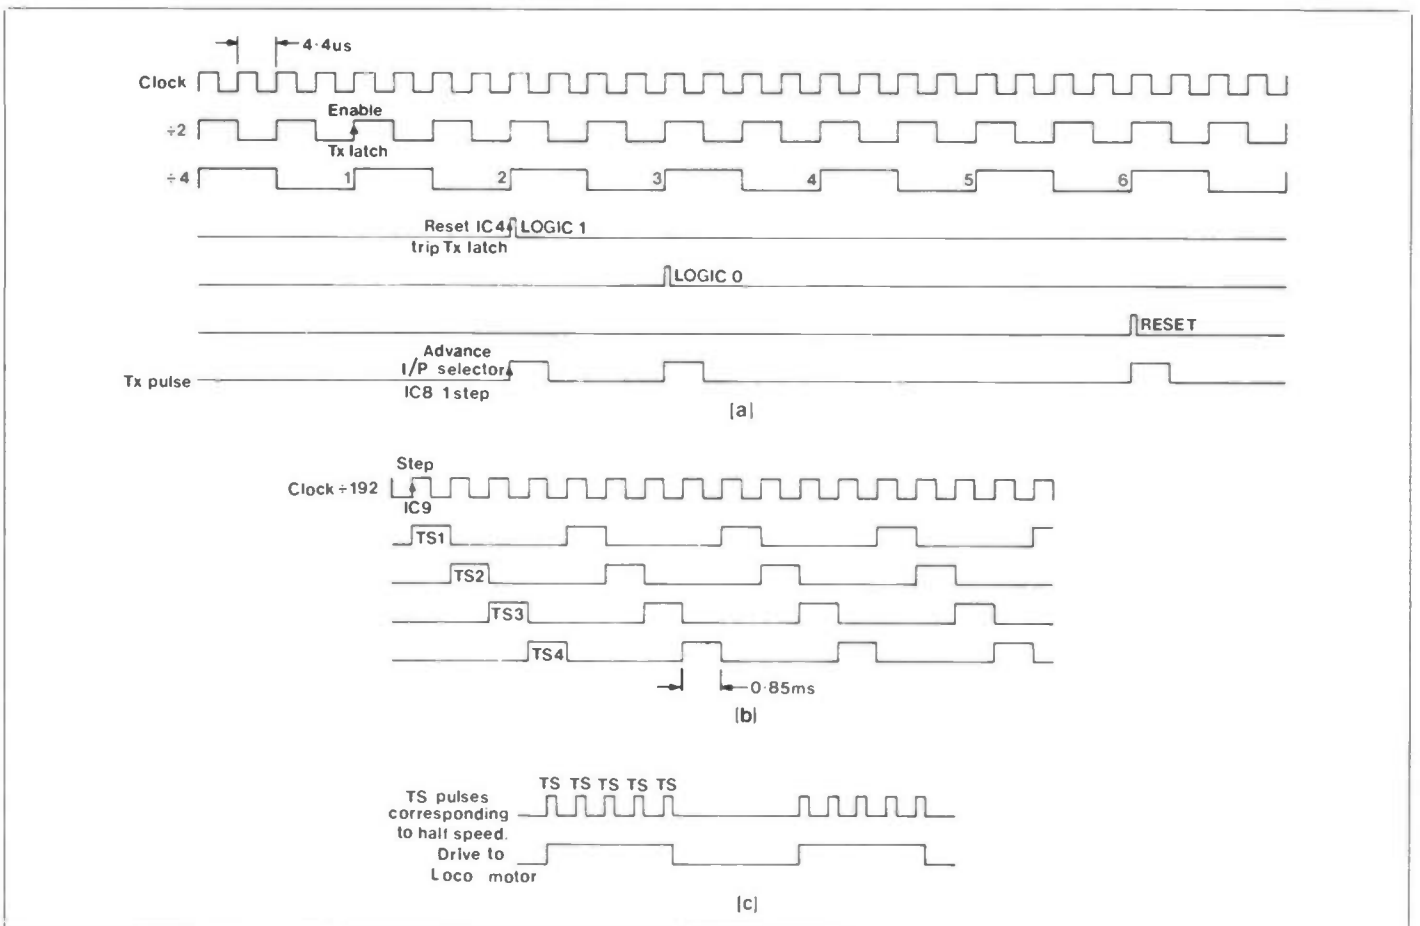 4·4us
Clock
Enable
÷2
Tx latch
÷4
1 2 3 4 5 6
Reset IC4 LOGIC 1
trip Tx latch
LOGIC 0
RESET
Advance
I/P selector
Tx pulse
IC8 1 step
(a)
Step
Clock ÷192
IC9
TS1
TS2
TS3
TS4
0·85ms
(b)
TS TS TS TS TS
TS pulses
corresponding
to half speed.
Drive to
Loco motor
(c)